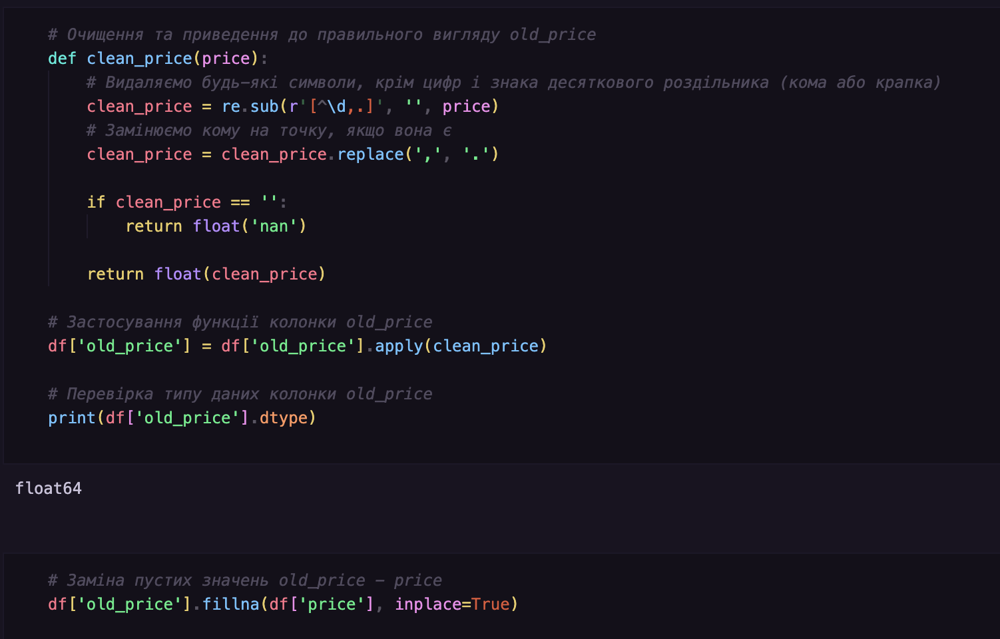 # Очищення та приведення до правильного вигляду old_price
def clean_price(price):
    # Видаляємо будь-які символи, крім цифр і знака десяткового роздільника (кома або крапка)
    clean_price = re.sub(r'[^\d,.]', '', price)
    # Замінюємо кому на точку, якщо вона є
    clean_price = clean_price.replace(',', '.')
    if clean_price == '':
        return float('nan')
    return float(clean_price)
# Застосування функції колонки old_price
df['old_price'] = df['old_price'].apply(clean_price)
# Перевірка типу даних колонки old_price
print(df['old_price'].dtype)
float64
# Заміна пустих значень old_price - price
df['old_price'].fillna(df['price'], inplace=True)